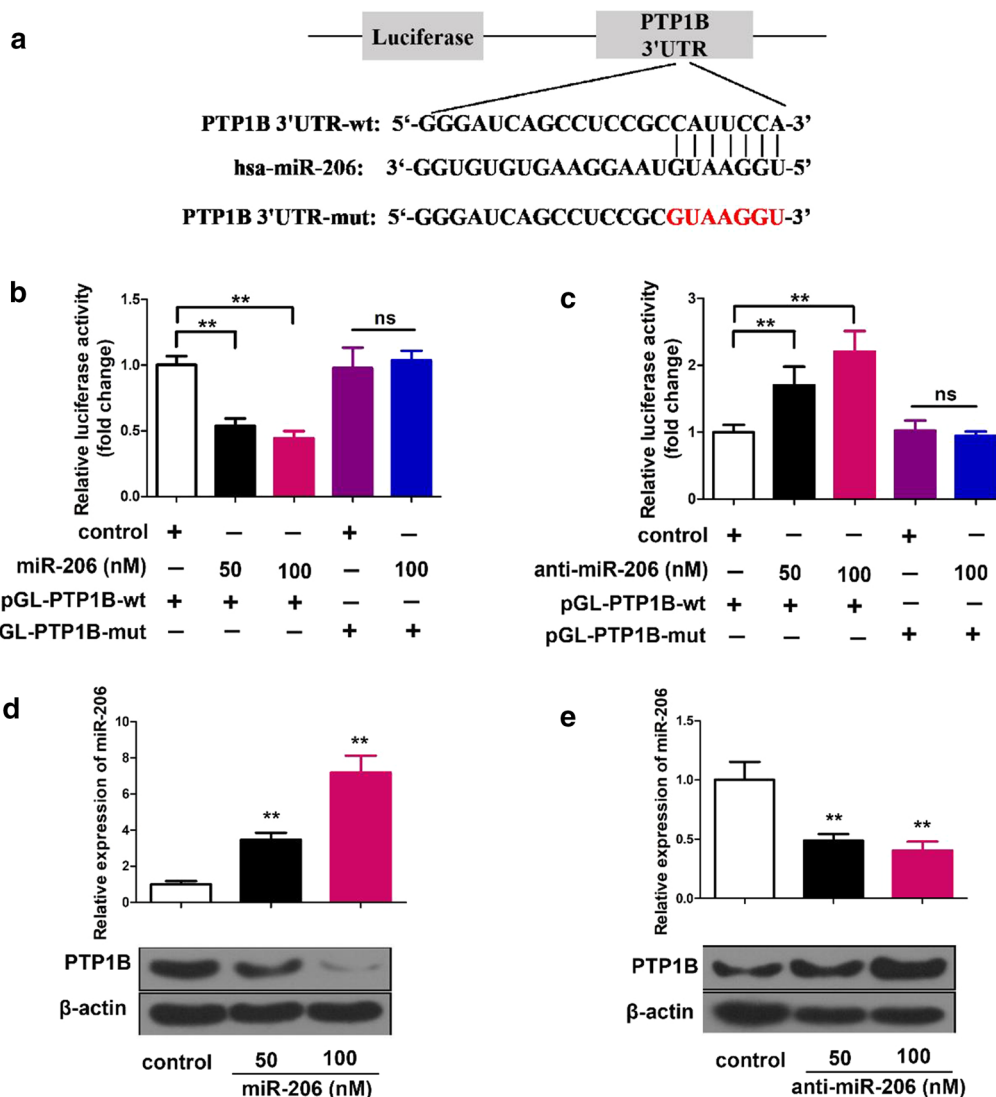 a
Luciferase
PTP1B
3'UTR
PTP1B 3'UTR-wt: 5‘-GGGAUCAGCCUCCGCCAUUCCA-3’
hsa-miR-206: 3‘-GGUGUGUGAAGGAAUGUAAGGU-5’
PTP1B 3'UTR-mut: 5‘-GGGAUCAGCCUCCGCGUAAGGU-3’
b
Relative luciferase activity
(fold change)
1.5
1.0
0.5
0.0
** ** ns
control + – – + –
miR-206 (nM) – 50 100 – 100
pGL-PTP1B-wt + + + – –
GL-PTP1B-mut – – – + +
c
Relative luciferase activity
(fold change)
3
2
1
0
** ** ns
control + – – + –
anti-miR-206 (nM) – 50 100 – 100
pGL-PTP1B-wt + + + – –
pGL-PTP1B-mut – – – + +
d
Relative expression of miR-206
10
8
6
4
2
0
** **
PTP1B
β-actin
control 50 100
miR-206 (nM)
e
Relative expression of miR-206
1.5
1.0
0.5
0.0
** **
PTP1B
β-actin
control 50 100
anti-miR-206 (nM)